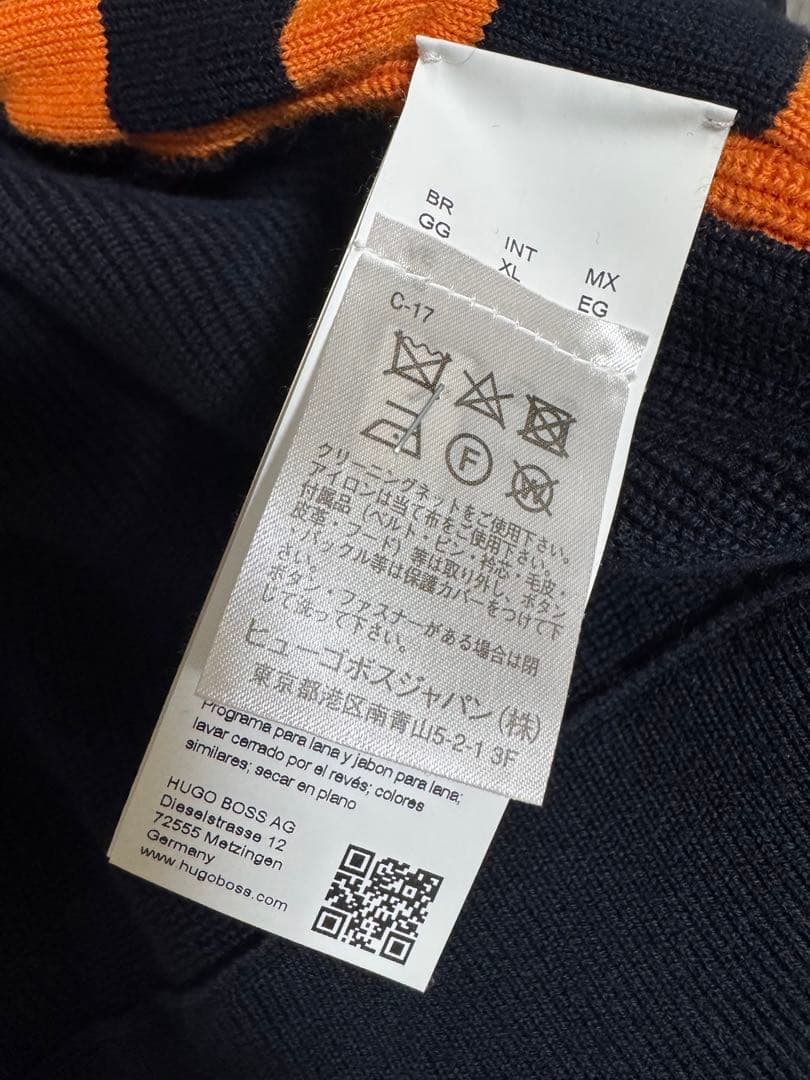 BR
GG
INT
XL
MX
EG
C-17
F
W
クリーニングネットをご使用下さい。
アイロンは当て布をご使用下さい。
付属品（ベルト・ピン・衿芯・毛皮・
皮革・フード）等は取り外し、ボタン
・バックル等は保護カバーをつけて下
さい。
ボタン・ファスナーがある場合は閉
じて洗って下さい。
ヒューゴボスジャパン（株）
東京都港区南青山5-2-1 3F
Programa para lana y jabon para lana;
lavar cerrado por el revés; colores
similares; secar en plano
HUGO BOSS AG
Dieselstrasse 12
72555 Metzingen
Germany
www.hugoboss.com